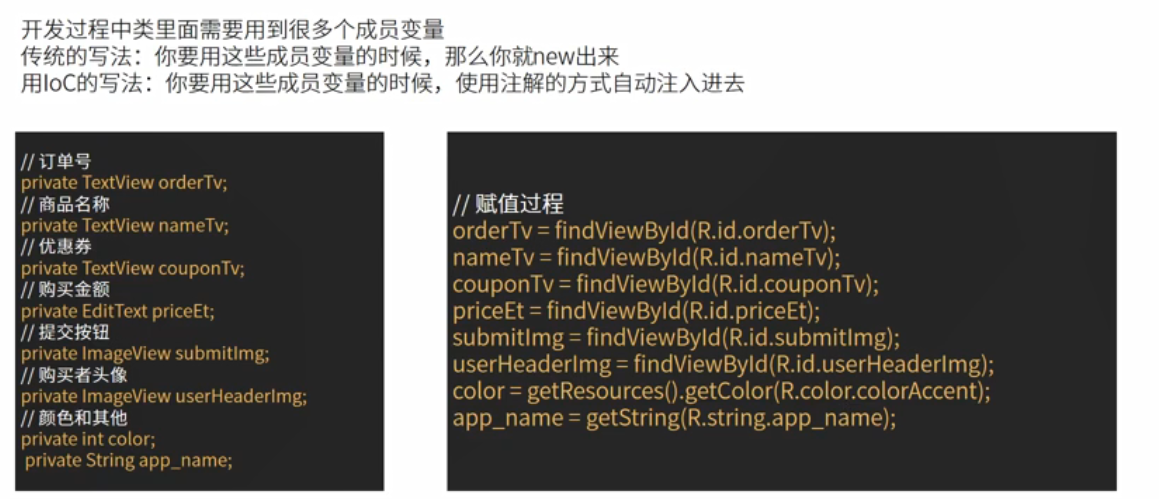 开发过程中类里面需要用到很多个成员变量
传统的写法：你要用这些成员变量的时候，那么你就new出来
用IoC的写法：你要用这些成员变量的时候，使用注解的方式自动注入进去
// 订单号
private TextView orderTv;
// 商品名称
private TextView nameTv;
// 优惠券
private TextView couponTv;
// 购买金额
private EditText priceEt;
// 提交按钮
private ImageView submitImg;
// 购买者头像
private ImageView userHeaderImg;
// 颜色和其他
private int color;
private String app_name;
// 赋值过程
orderTv = findViewById(R.id.orderTv);
nameTv = findViewById(R.id.nameTv);
couponTv = findViewById(R.id.couponTv);
priceEt = findViewById(R.id.priceEt);
submitImg = findViewById(R.id.submitImg);
userHeaderImg = findViewById(R.id.userHeaderImg);
color = getResources().getColor(R.color.colorAccent);
app_name = getString(R.string.app_name);